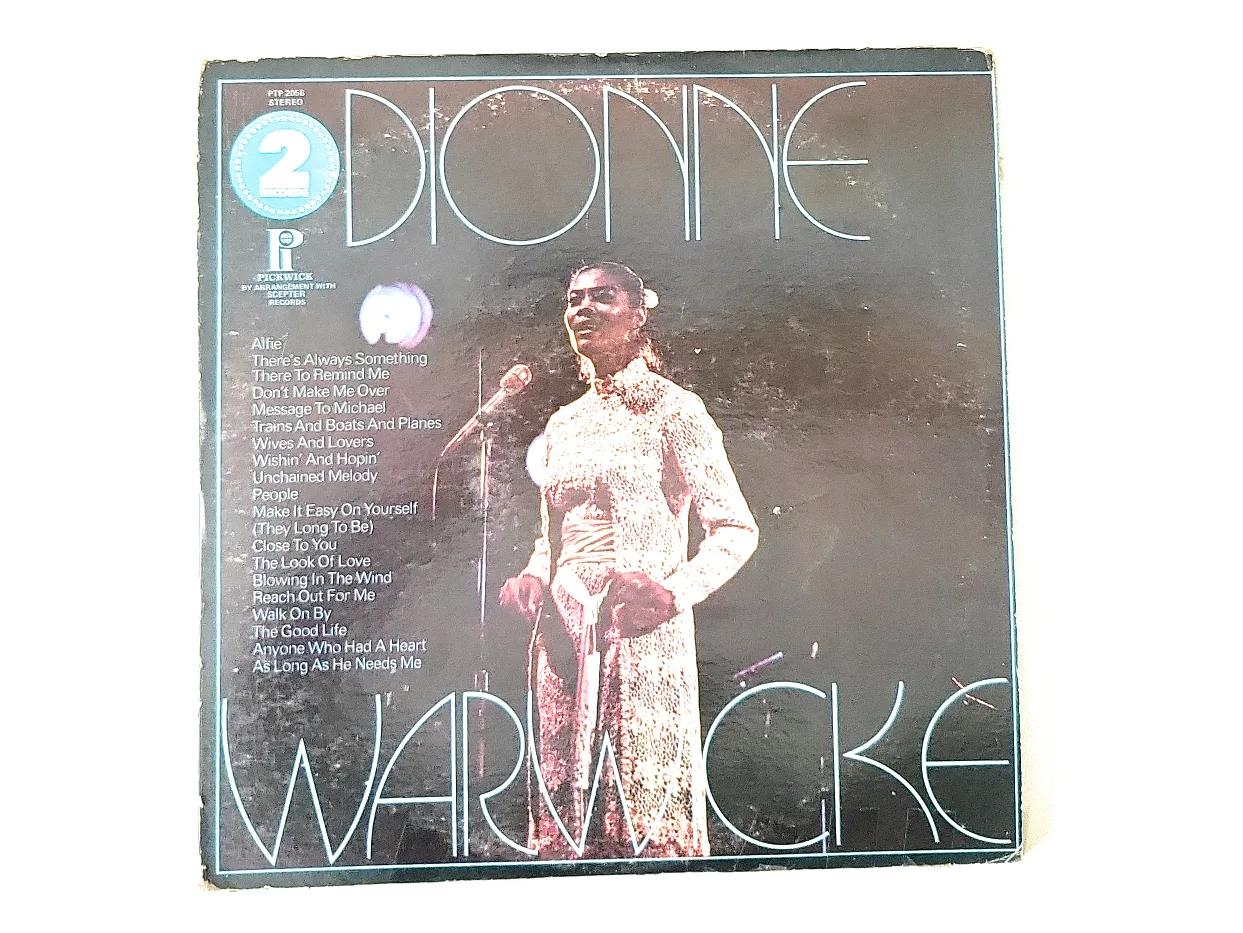 PTP 2058
STEREO
DIONNE
2
RECORDS
Pi
PICKWICK
BY ARRANGEMENT WITH
SCEPTER
RECORDS
Alfie
There's Always Something
There To Remind Me
Don't Make Me Over
Message To Michael
Trains And Boats And Planes
Wives And Lovers
Wishin' And Hopin'
Unchained Melody
People
Make It Easy On Yourself
(They Long To Be)
Close To You
The Look Of Love
Blowing In The Wind
Reach Out For Me
Walk On By
The Good Life
Anyone Who Had A Heart
As Long As He Needs Me
WARWICKE